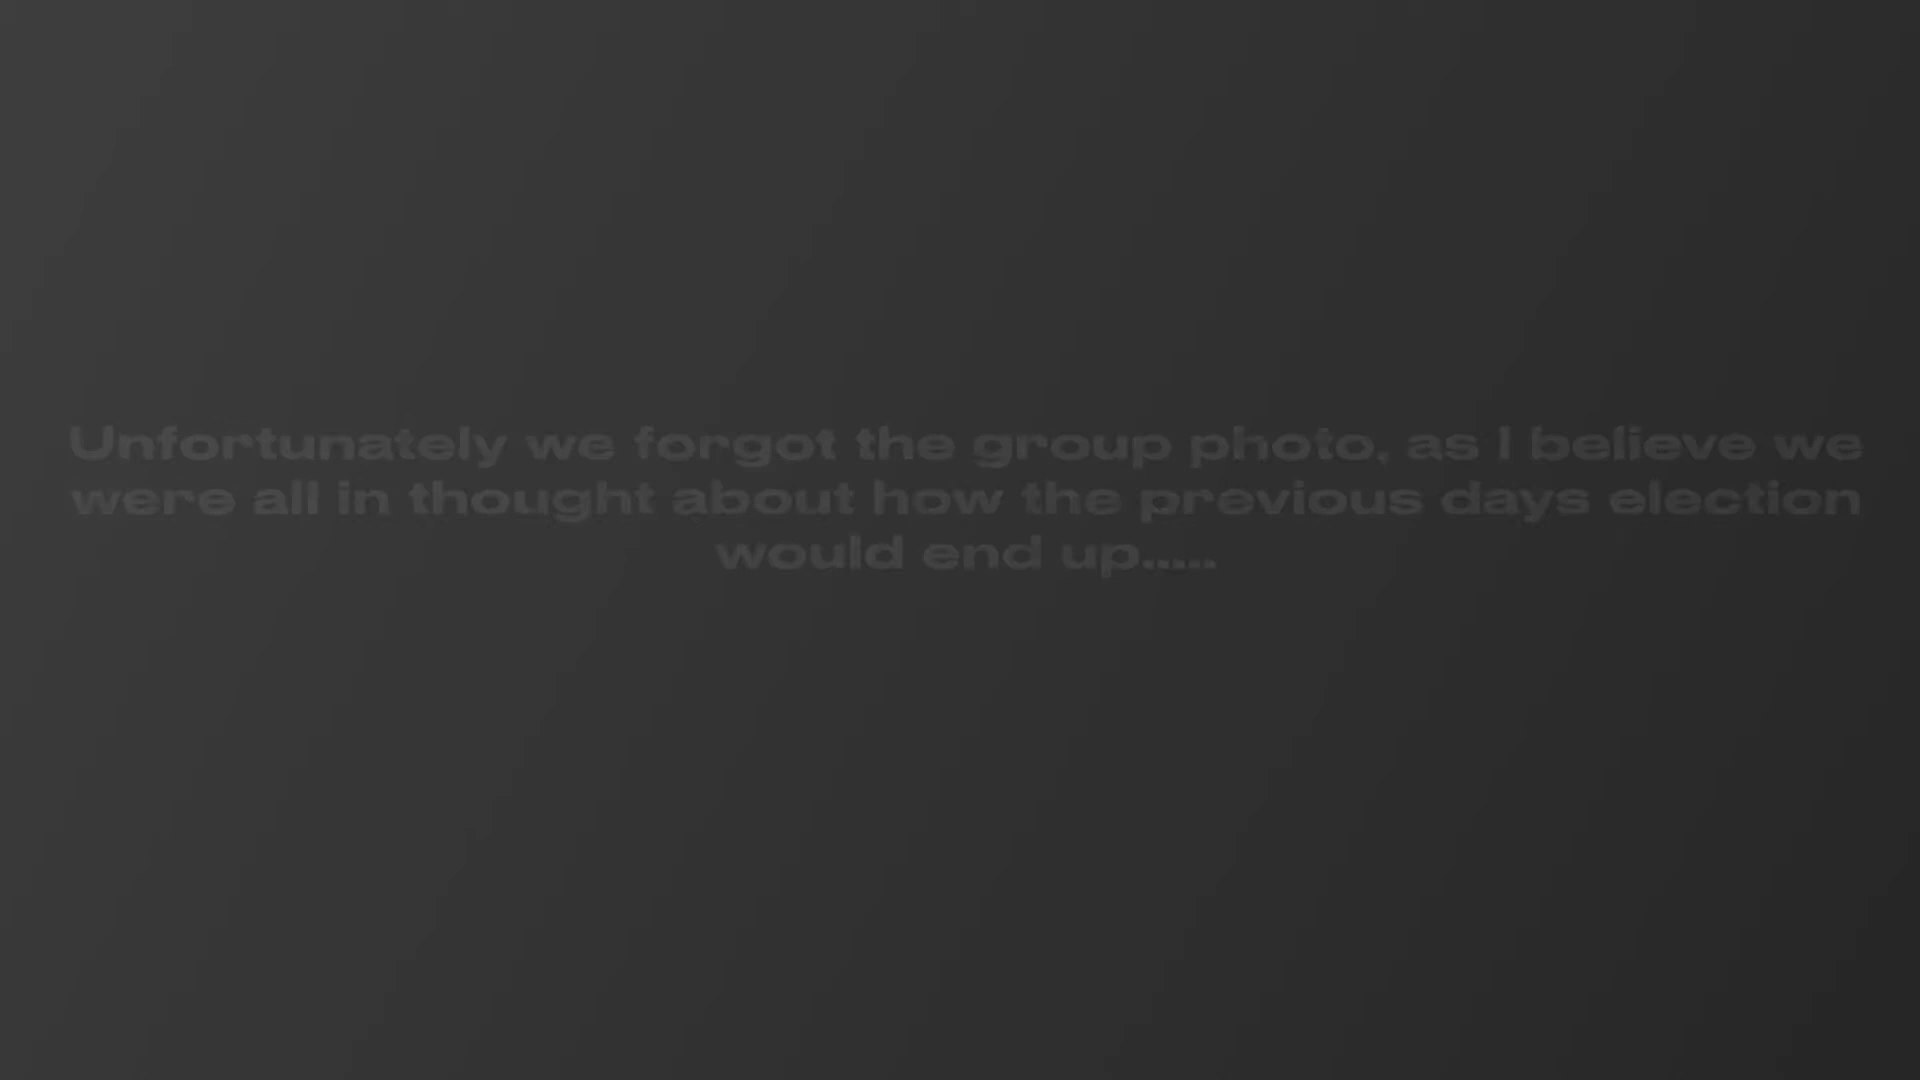 Unfortunately we forgot the group photo, as I believe we
were all in thought about how the previous days election
would end up.....